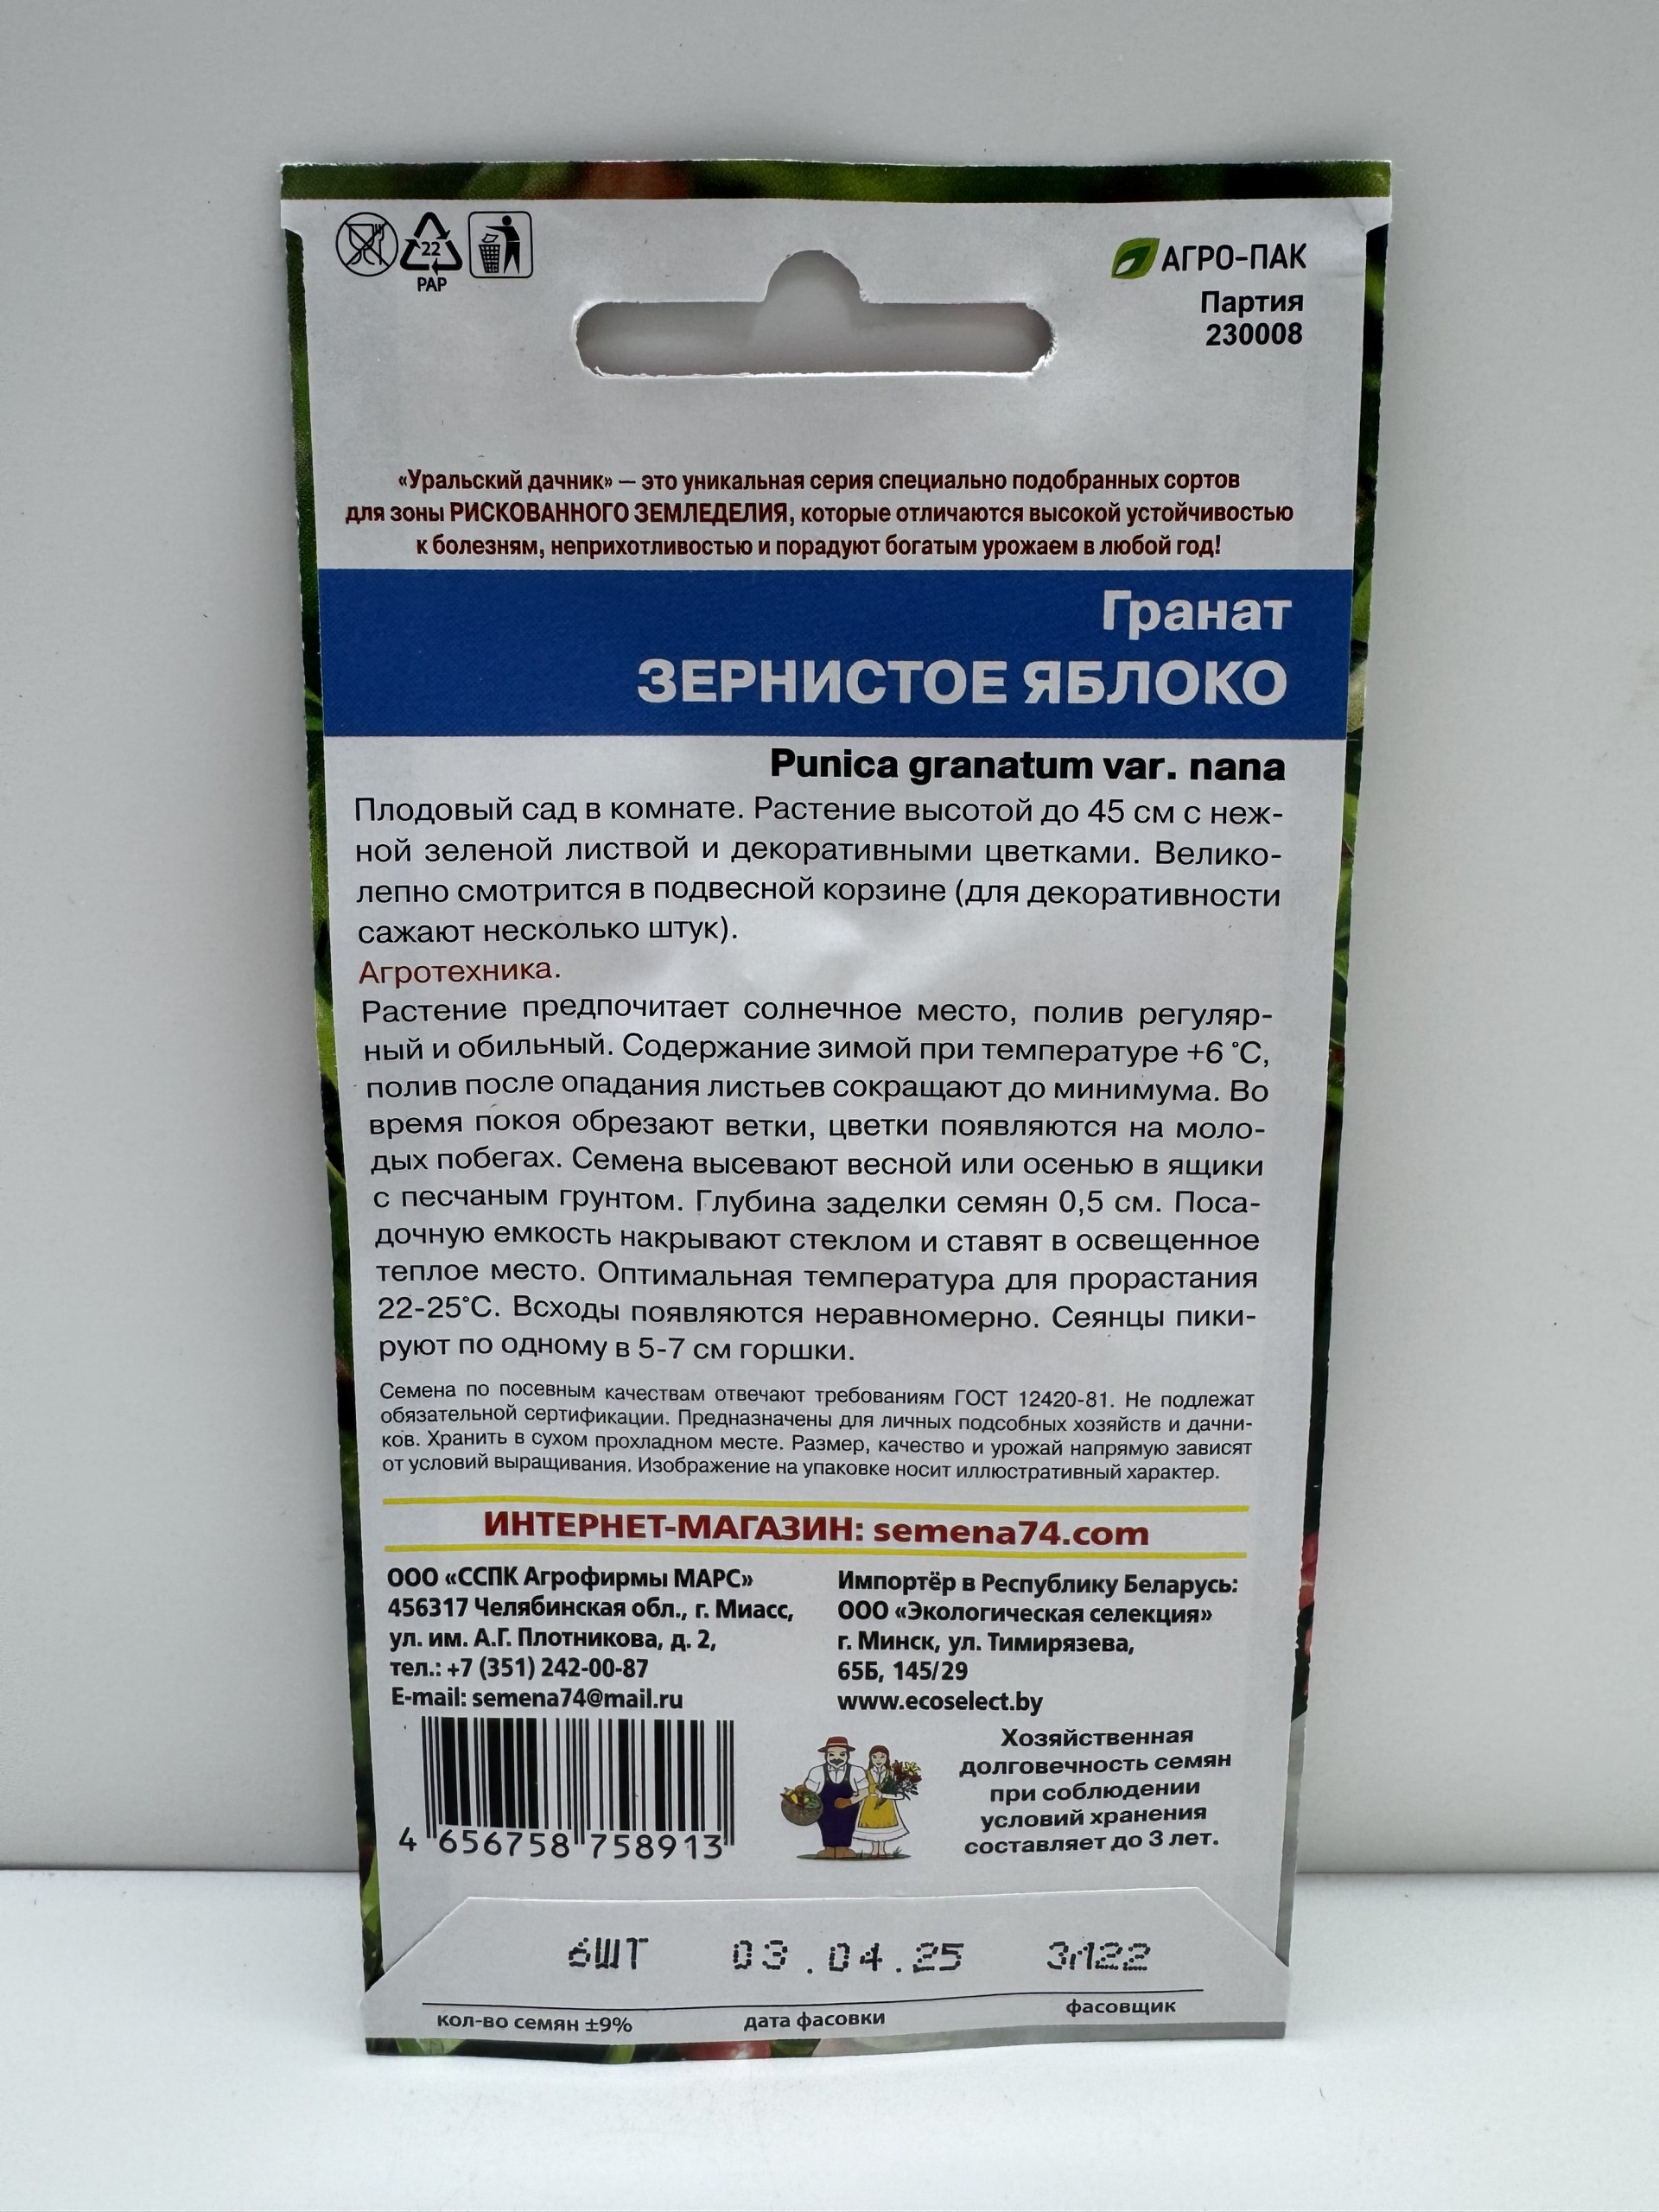 22
PAP
АГРО-ПАК
Партия
230008
«Уральский дачник» — это уникальная серия специально подобранных сортов
для зоны РИСКОВАННОГО ЗЕМЛЕДЕЛИЯ, которые отличаются высокой устойчивостью
к болезням, неприхотливостью и порадуют богатым урожаем в любой год!
Гранат
ЗЕРНИСТОЕ ЯБЛОКО
Punica granatum var. nana
Плодовый сад в комнате. Растение высотой до 45 см с неж-
ной зеленой листвой и декоративными цветками. Велико-
лепно смотрится в подвесной корзине (для декоративности
сажают несколько штук).
Агротехника.
Растение предпочитает солнечное место, полив регуляр-
ный и обильный. Содержание зимой при температуре +6 °С,
полив после опадания листьев сокращают до минимума. Во
время покоя обрезают ветки, цветки появляются на моло-
дых побегах. Семена высевают весной или осенью в ящики
с песчаным грунтом. Глубина заделки семян 0,5 см. Поса-
дочную емкость накрывают стеклом и ставят в освещенное
теплое место. Оптимальная температура для прорастания
22-25°С. Всходы появляются неравномерно. Сеянцы пики-
руют по одному в 5-7 см горшки.
Семена по посевным качествам отвечают требованиям ГОСТ 12420-81. Не подлежат
обязательной сертификации. Предназначены для личных подсобных хозяйств и дачни-
ков. Хранить в сухом прохладном месте. Размер, качество и урожай напрямую зависят
от условий выращивания. Изображение на упаковке носит иллюстративный характер.
ИНТЕРНЕТ-МАГАЗИН: semena74.com
ООО «ССПК Агрофирмы МАРС»
456317 Челябинская обл., г. Миасс,
ул. им. А.Г. Плотникова, д. 2,
тел.: +7 (351) 242-00-87
E-mail: semena74@mail.ru
Импортёр в Республику Беларусь:
ООО «Экологическая селекция»
г. Минск, ул. Тимирязева,
65Б, 145/29
www.ecoselect.by
4 656758 758913
Хозяйственная
долговечность семян
при соблюдении
условий хранения
составляет до 3 лет.
6ШТ 03.04.25 3л122
кол-во семян ±9% дата фасовки фасовщик